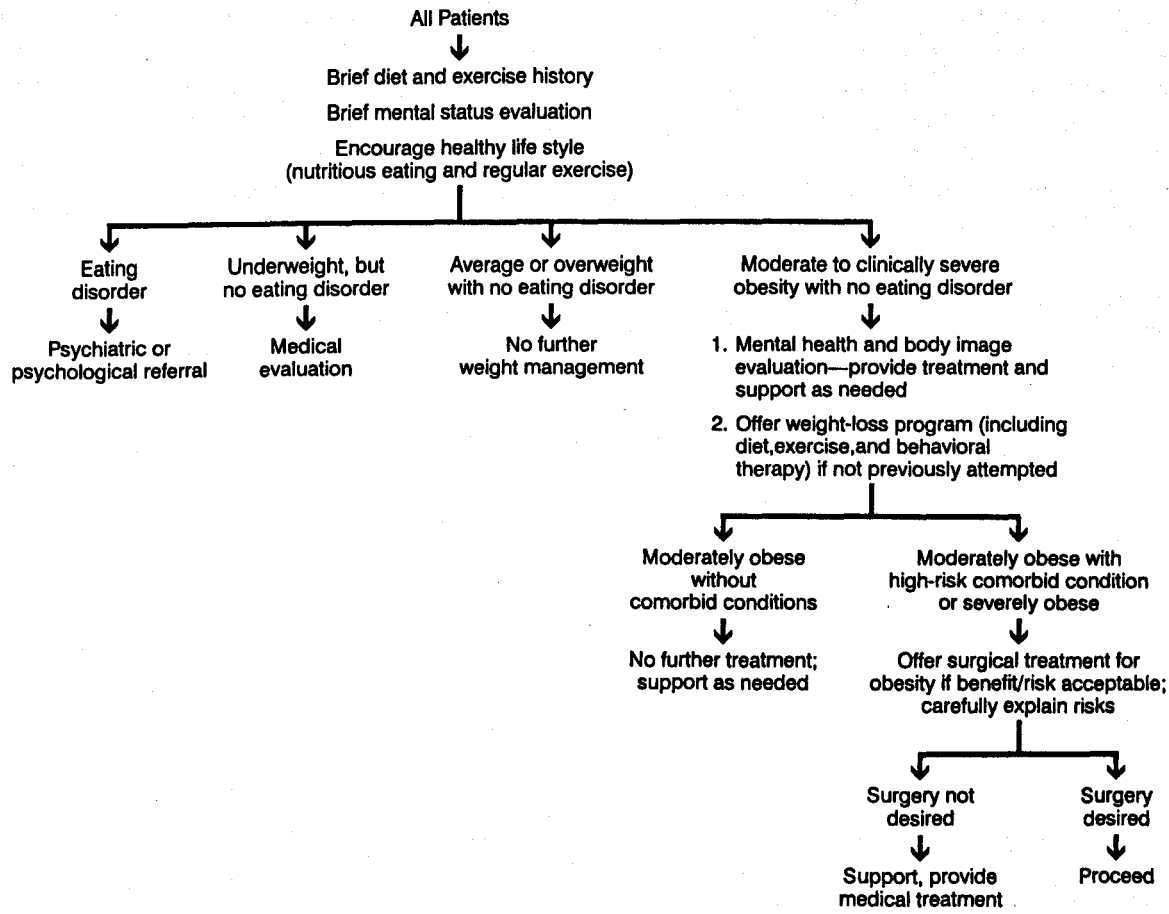 All Patients
Brief diet and exercise history
Brief mental status evaluation
Encourage healthy life style
(nutritious eating and regular exercise)
Eating
disorder
Psychiatric or
psychological referral
Underweight, but
no eating disorder
Medical
evaluation
Average or overweight
with no eating disorder
No further
weight management
Moderate to clinically severe
obesity with no eating disorder
1. Mental health and body image
evaluation—provide treatment and
support as needed
2. Offer weight-loss program (including
diet,exercise,and behavioral
therapy) if not previously attempted
Moderately obese
without
comorbid conditions
No further treatment;
support as needed
Moderately obese with
high-risk comorbid condition
or severely obese
Offer surgical treatment for
obesity if benefit/risk acceptable;
carefully explain risks
Surgery not
desired
Support, provide
medical treatment
Surgery
desired
Proceed